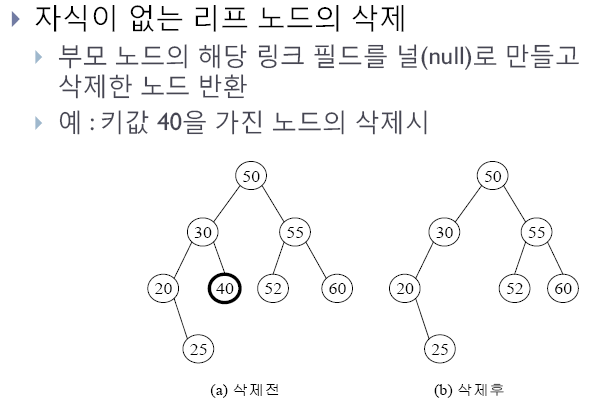 자식이 없는 리프 노드의 삭제
부모 노드의 해당 링크 필드를 널(null)로 만들고
삭제한 노드 반환
예 : 키값 40을 가진 노드의 삭제시
50 50
30 55 30 55
20 40 52 60 20 52 60
25 25
(a) 삭제전 (b) 삭제후